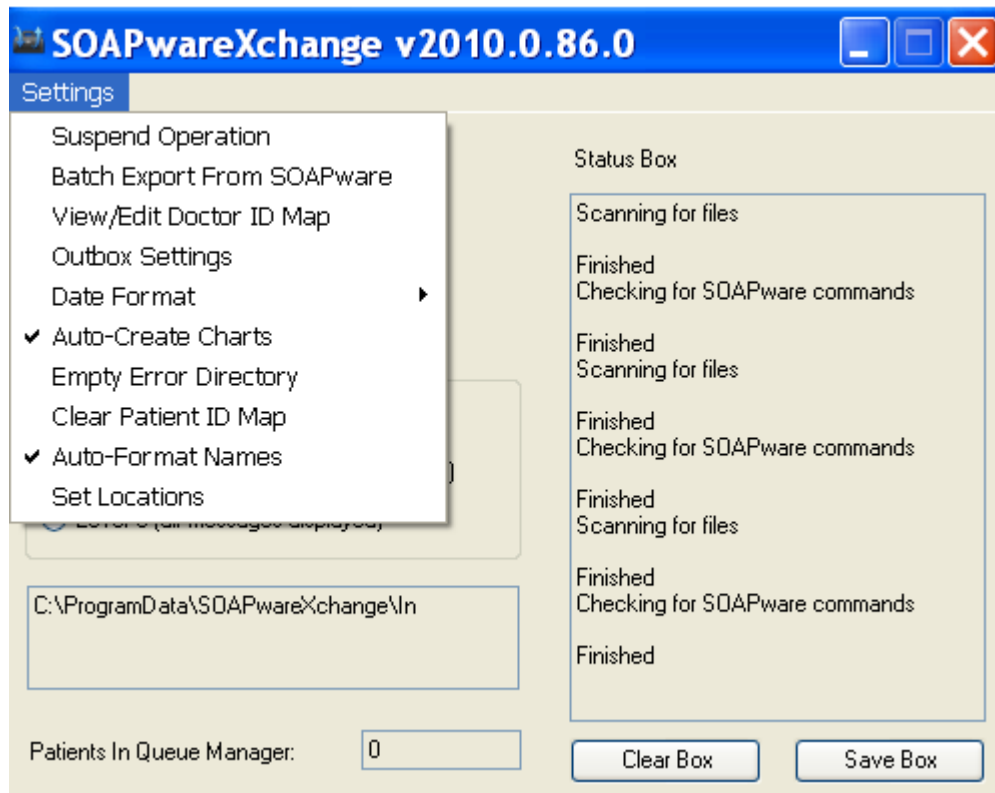 SOAPwareXchange v2010.0.86.0
Settings
Suspend Operation
Batch Export From SOAPware
View/Edit Doctor ID Map
Outbox Settings
Date Format
Auto-Create Charts
Empty Error Directory
Clear Patient ID Map
Auto-Format Names
Set Locations
C:\ProgramData\SOAPwareXchange\In
Patients In Queue Manager:
0
Status Box
Scanning for files
Finished
Checking for SOAPware commands
Finished
Scanning for files
Finished
Checking for SOAPware commands
Finished
Scanning for files
Finished
Checking for SOAPware commands
Finished
Clear Box
Save Box